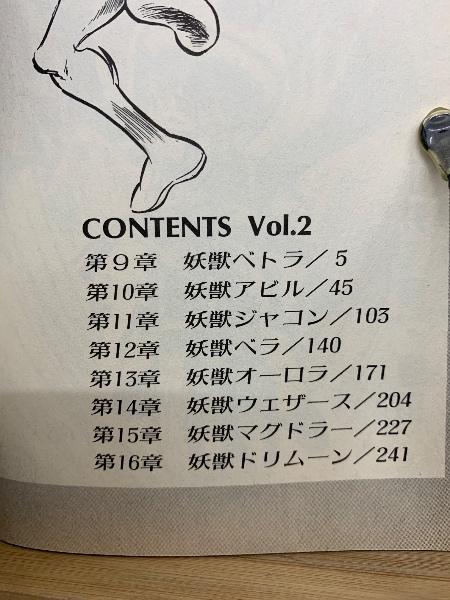 CONTENTS Vol.2
第9章 妖獣ベトラ/5
第10章 妖獣アビル/45
第11章 妖獣ジャコン/103
第12章 妖獣ベラ/140
第13章 妖獣オーロラ/171
第14章 妖獣ウェザース/204
第15章 妖獣マグドラー/227
第16章 妖獣ドリムーン/241